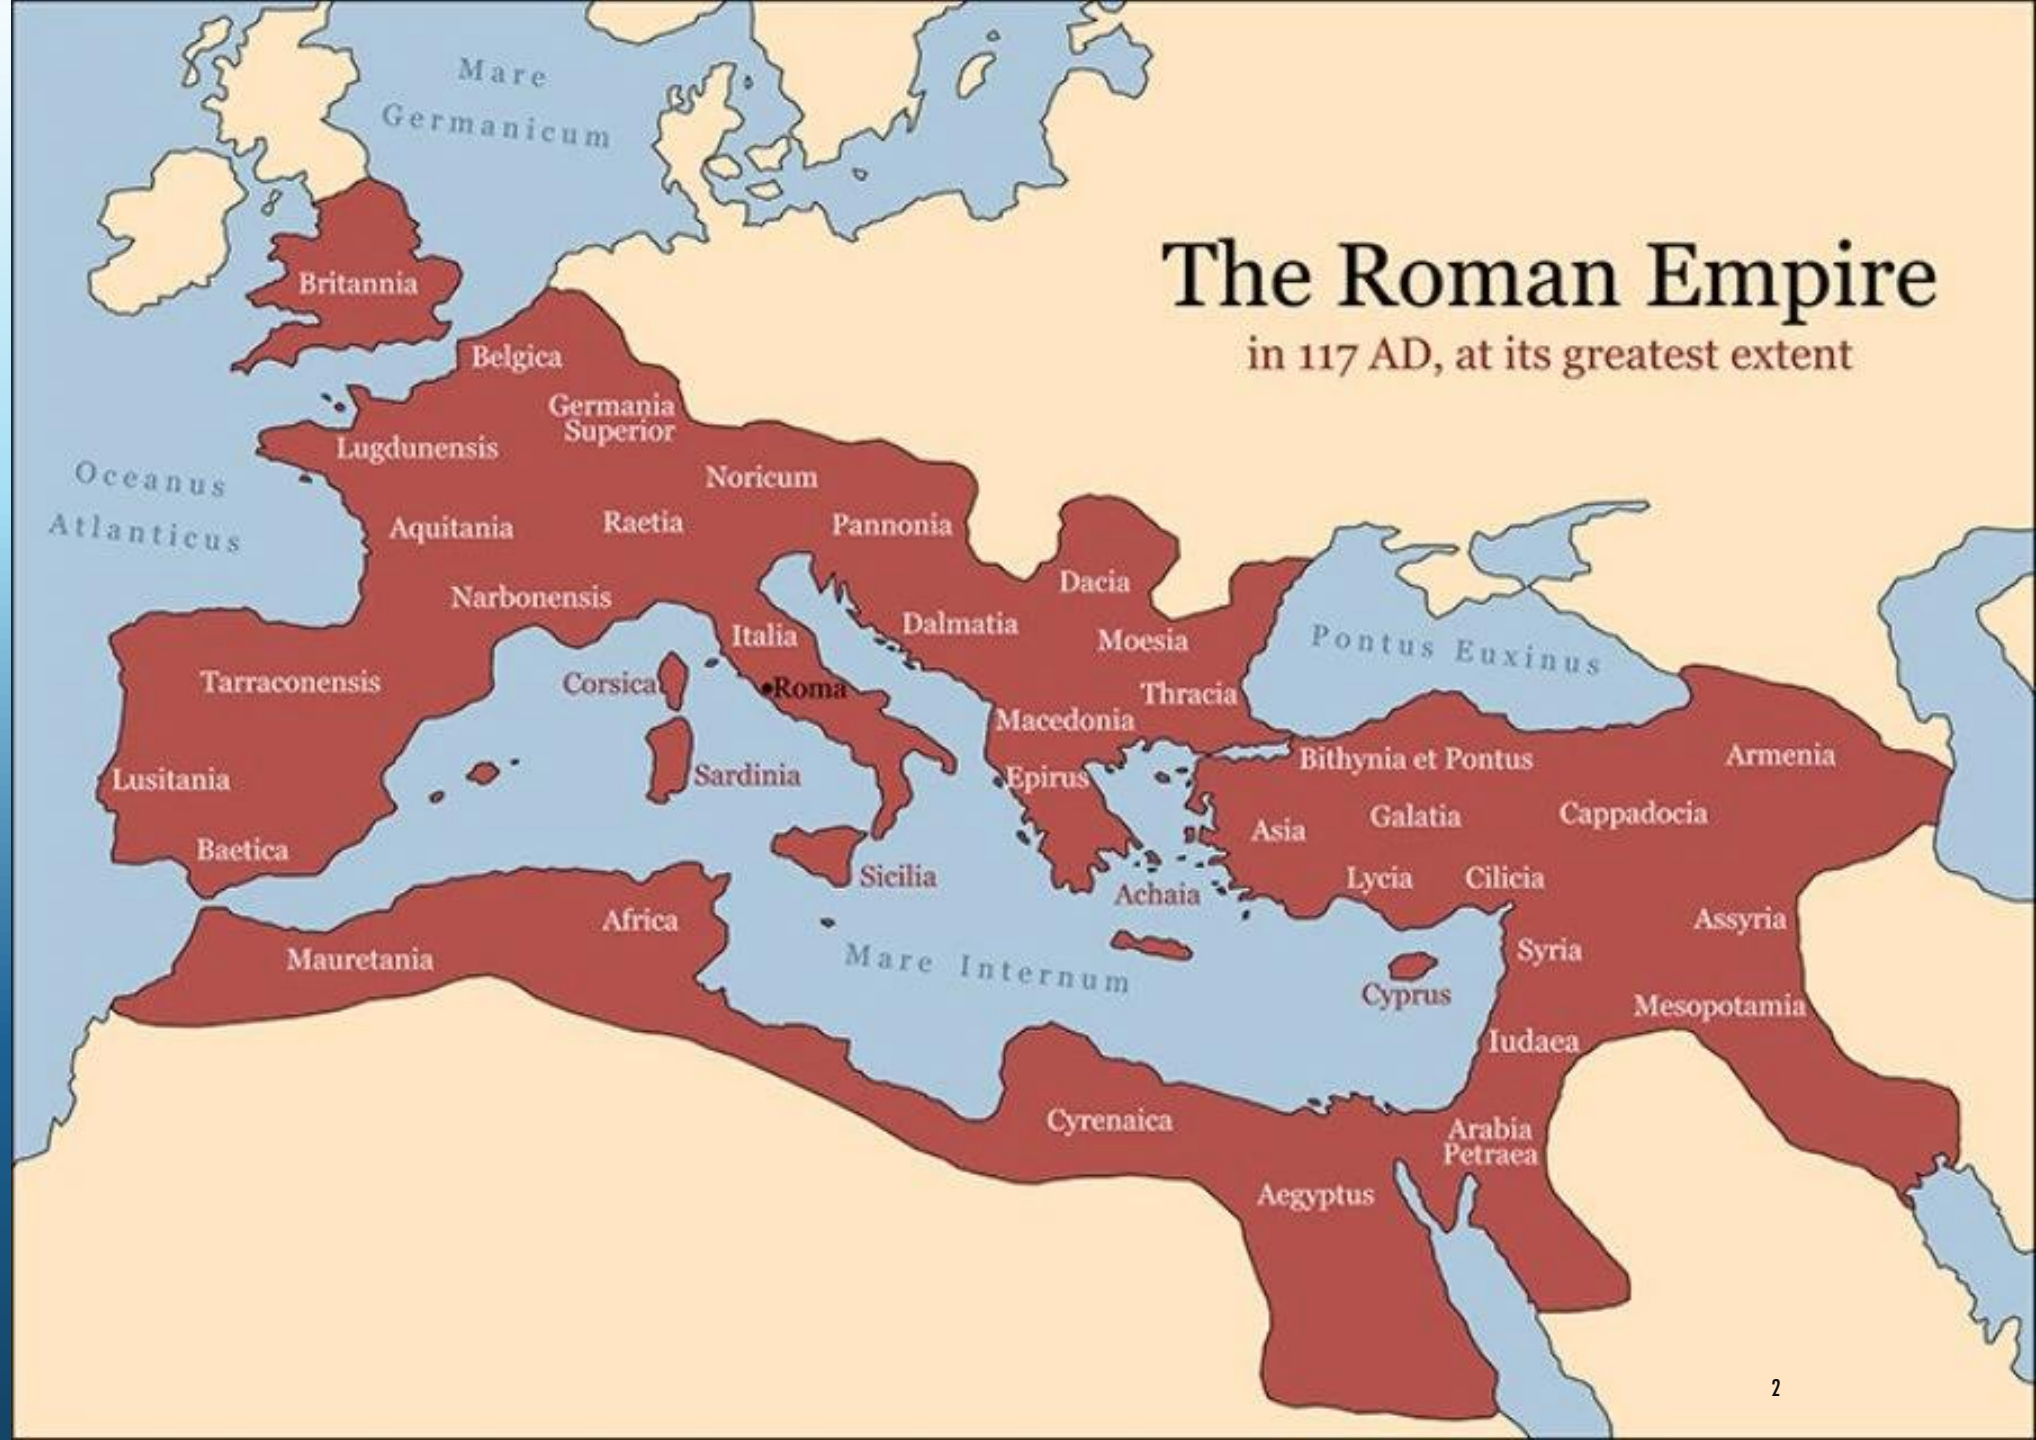 Mare
Germanicum
The Roman Empire
in 117 AD, at its greatest extent
Britannia
Belgica
Germania
Superior
Lugdunensis
Oceanus
Atlanticus
Noricum
Aquitania
Raetia
Pannonia
Dacia
Narbonensis
Italia
Dalmatia
Moesia
Pontus Euxinus
Tarraconensis
Corsica
Roma
Thracia
Macedonia
Lusitania
Sardinia
Epirus
Bithynia et Pontus
Armenia
Baetica
Asia
Galatia
Cappadocia
Sicilia
Achaia
Lycia
Cilicia
Africa
Assyria
Mauretania
Mare Internum
Syria
Cyprus
Mesopotamia
Iudaea
Cyrenaica
Arabia
Petraea
Aegyptus
2